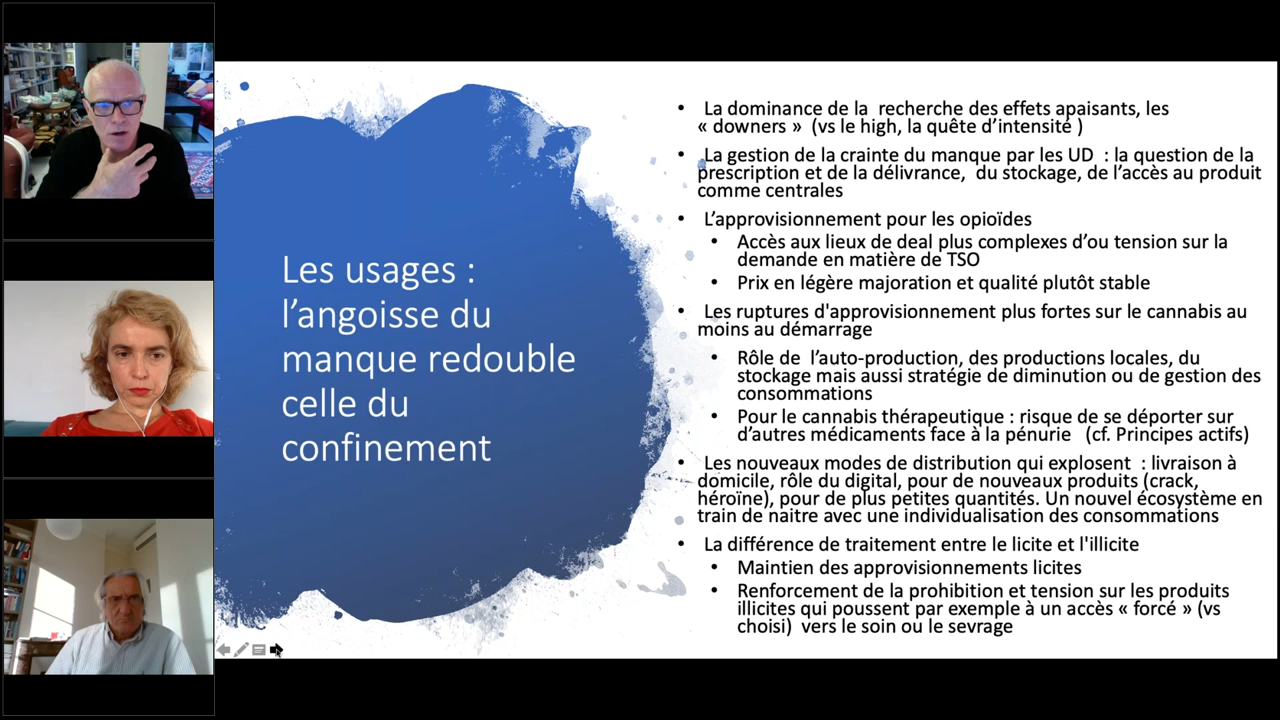 Les usages :
l’angoisse du
manque redouble
celle du
confinement
• La dominance de la recherche des effets apaisants, les
« downers » (vs le high, la quête d’intensité )
• La gestion de la crainte du manque par les UD : la question de la
prescription et de la délivrance, du stockage, de l’accès au produit
comme centrales
• L’approvisionnement pour les opioïdes
• Accès aux lieux de deal plus complexes d’ou tension sur la
demande en matière de TSO
• Prix en légère majoration et qualité plutôt stable
• Les ruptures d'approvisionnement plus fortes sur le cannabis au
moins au démarrage
• Rôle de l’auto-production, des productions locales, du
stockage mais aussi stratégie de diminution ou de gestion des
consommations
• Pour le cannabis thérapeutique : risque de se déporter sur
d’autres médicaments face à la pénurie (cf. Principes actifs)
• Les nouveaux modes de distribution qui explosent : livraison à
domicile, rôle du digital, pour de nouveaux produits (crack,
héroïne), pour de plus petites quantités. Un nouvel écosystème en
train de naitre avec une individualisation des consommations
• La différence de traitement entre le licite et l'illicite
• Maintien des approvisionnements licites
• Renforcement de la prohibition et tension sur les produits
illicites qui poussent par exemple à un accès « forcé » (vs
choisi) vers le soin ou le sevrage